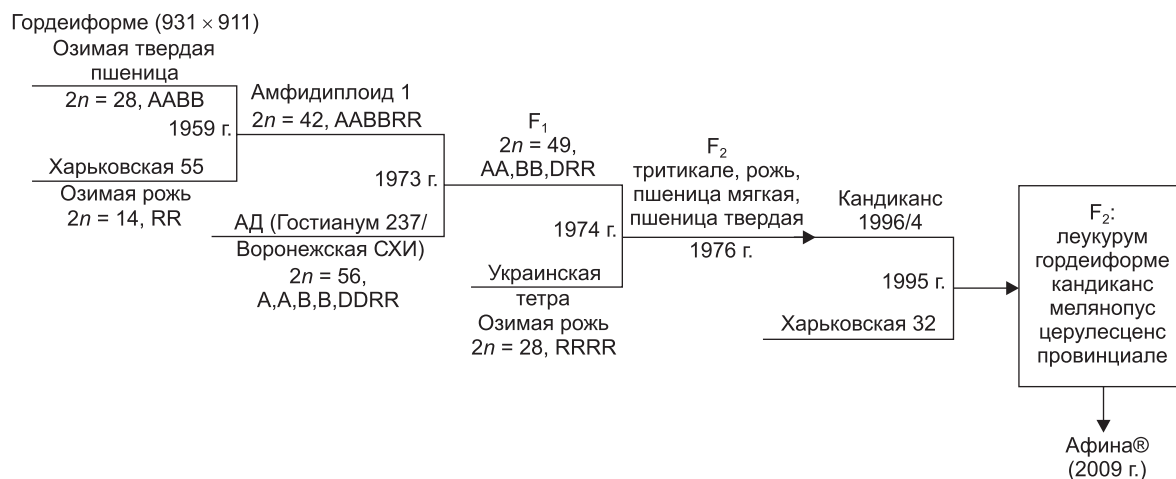 Гордеиформе (931 × 911)
Озимая твердая
пшеница
2n = 28, AABB
1959 г.
Харьковская 55
Озимая рожь
2n = 14, RR
Амфидиплоид 1
2n = 42, AABBRR
1973 г.
АД (Гостианум 237/
Воронежская СХИ)
2n = 56,
A,A,B,B,DDRR
F₁
2n = 49,
AA,BB,DRR
1974 г.
Украинская
тетра
Озимая рожь
2n = 28, RRRR
F₂
тритикале, рожь,
пшеница мягкая,
пшеница твердая
1976 г.
Кандиканс
1996/4
1995 г.
Харьковская 32
F₂:
леукурум
гордеиформе
кандиканс
мелянопус
церулесценс
провинциале
Афина®
(2009 г.)